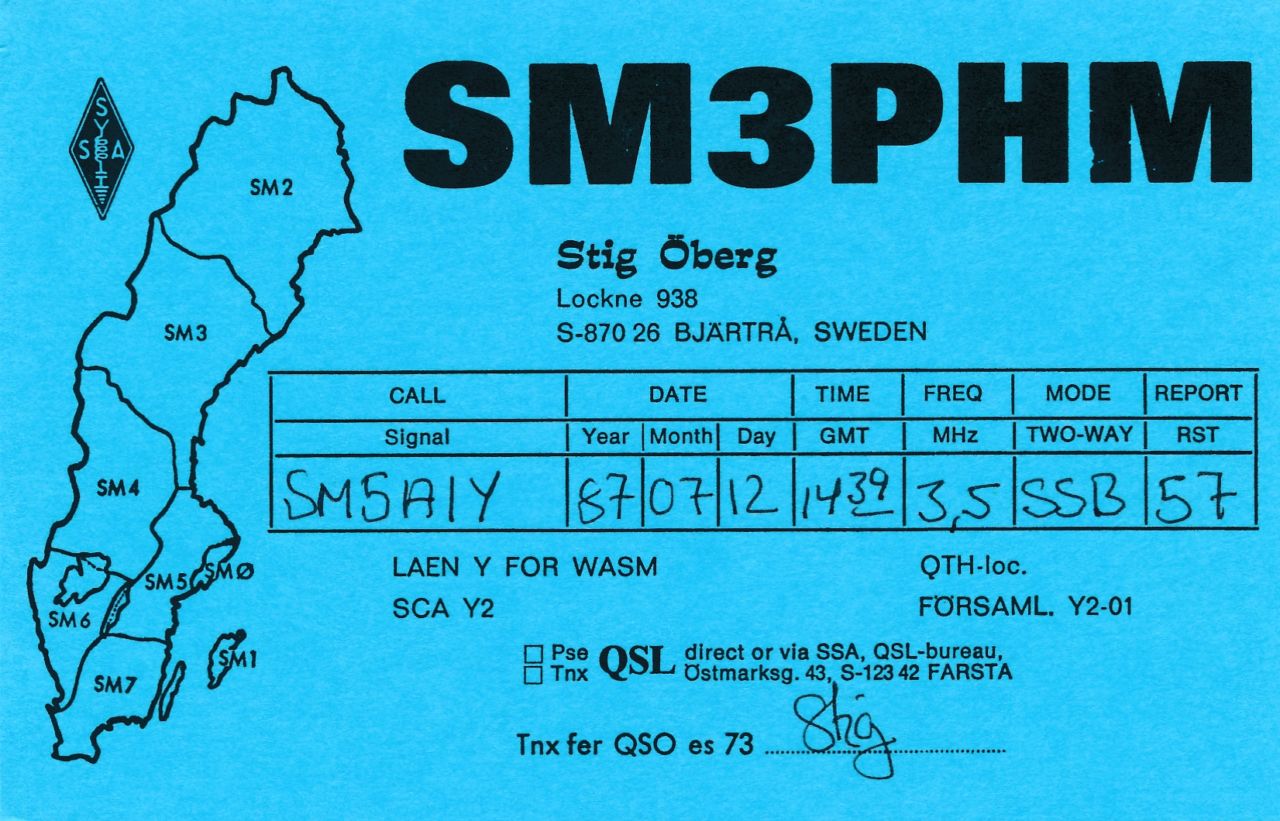 SM3PHM
SSA
SM2
SM3
SM4
SM5
SMØ
SM6
SM1
SM7
Stig Öberg
Lockne 938
S-870 26 BJÄRTRÅ, SWEDEN
CALL DATE TIME FREQ MODE REPORT
Signal Year Month Day GMT MHz TWO-WAY RST
SM5AIY 87 07 12 1439 3,5 SSB 57
LAEN Y FOR WASM QTH-loc.
SCA Y2 FÖRSAML. Y2-01
Pse QSL direct or via SSA, QSL-bureau,
Tnx Östmarksg. 43, S-123 42 FARSTA
Tnx fer QSO es 73 Stig